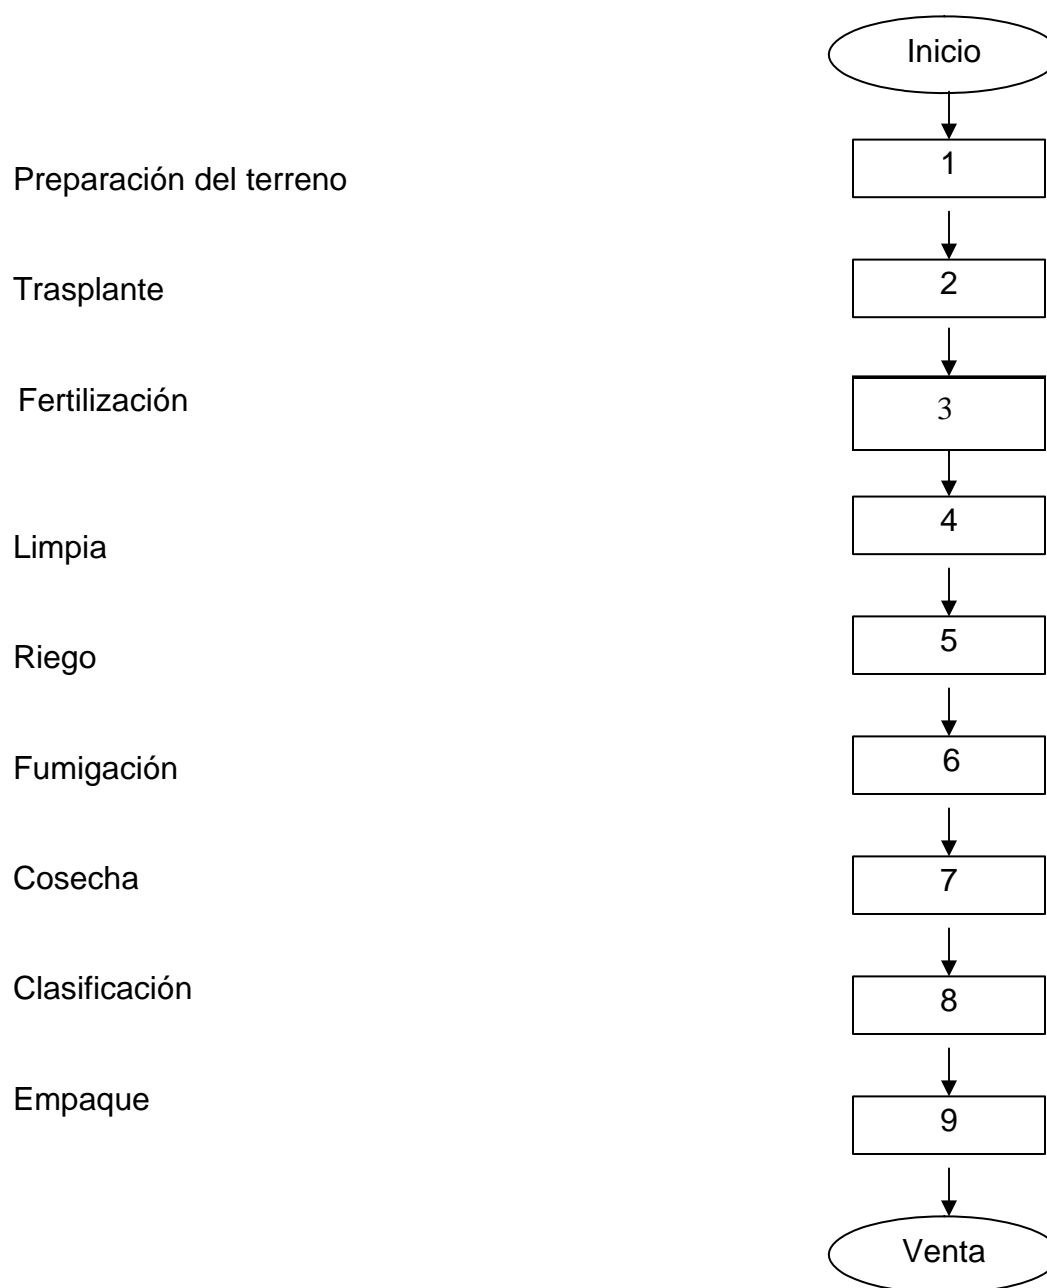 Inicio
Preparación del terreno
1
Trasplante
2
Fertilización
3
Limpia
4
Riego
5
Fumigación
6
Cosecha
7
Clasificación
8
Empaque
9
Venta